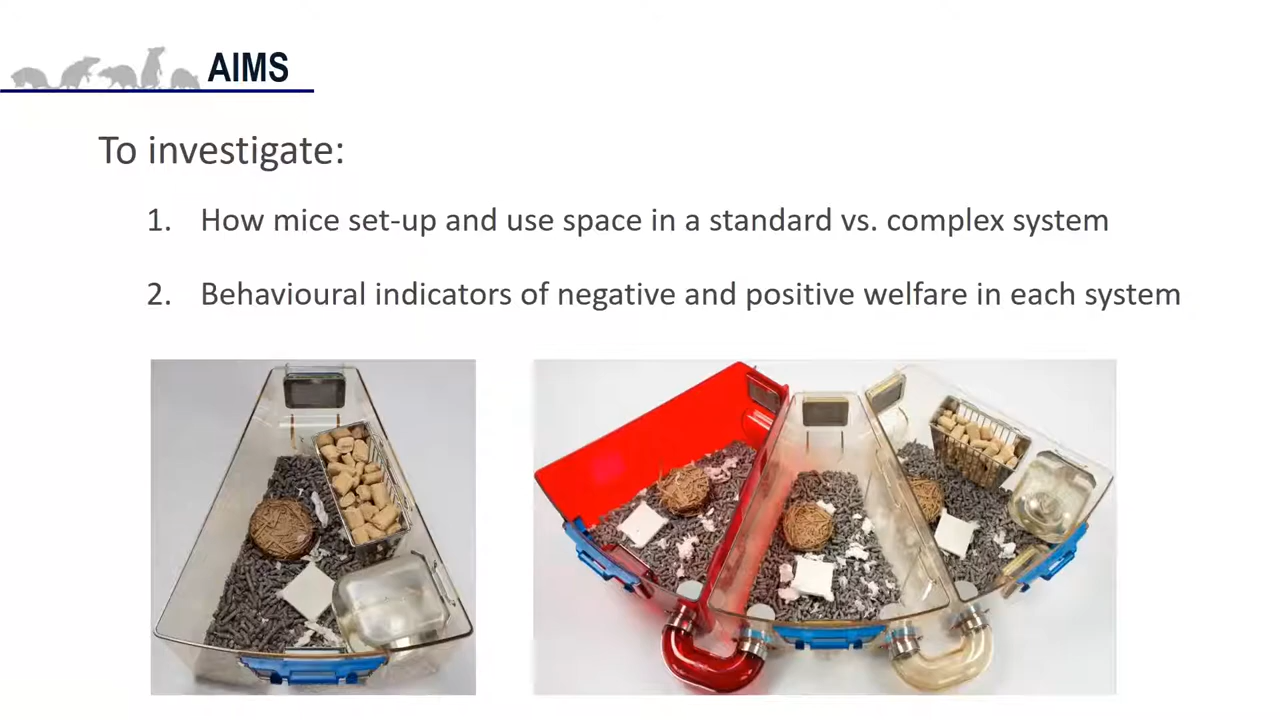 AIMS
To investigate:
1. How mice set-up and use space in a standard vs. complex system
2. Behavioural indicators of negative and positive welfare in each system